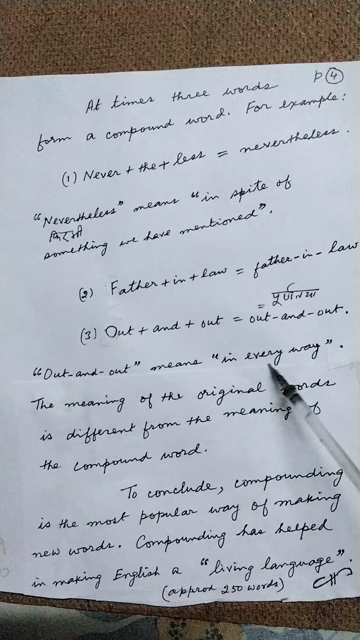 p ④
At times three words
form a compound word. For example:
(1) Never + the + less = nevertheless.
"Nevertheless" means "in spite of
फिर भी
something we have mentioned".
(2) Father + in + law = father-in-law
= पूर्णतया
(3) Out + and + out = out-and-out.
"Out-and-out" means "in every way".
The meaning of the original words
is different from the meaning of
the compound word.
To conclude, compounding
is the most popular way of making
new words. Compounding has helped
in making English a "living language"
(approx 250 words)